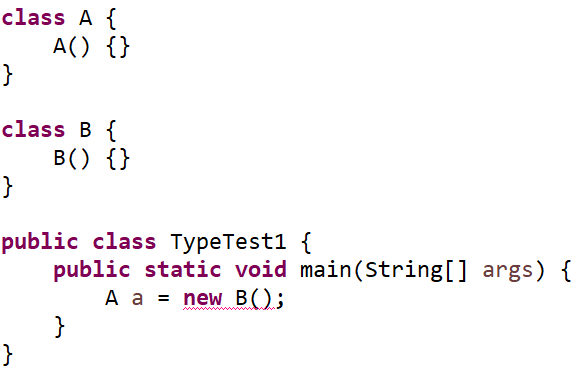 class A {
    A() {}
}

class B {
    B() {}
}

public class TypeTest1 {
    public static void main(String[] args) {
        A a = new B();
    }
}